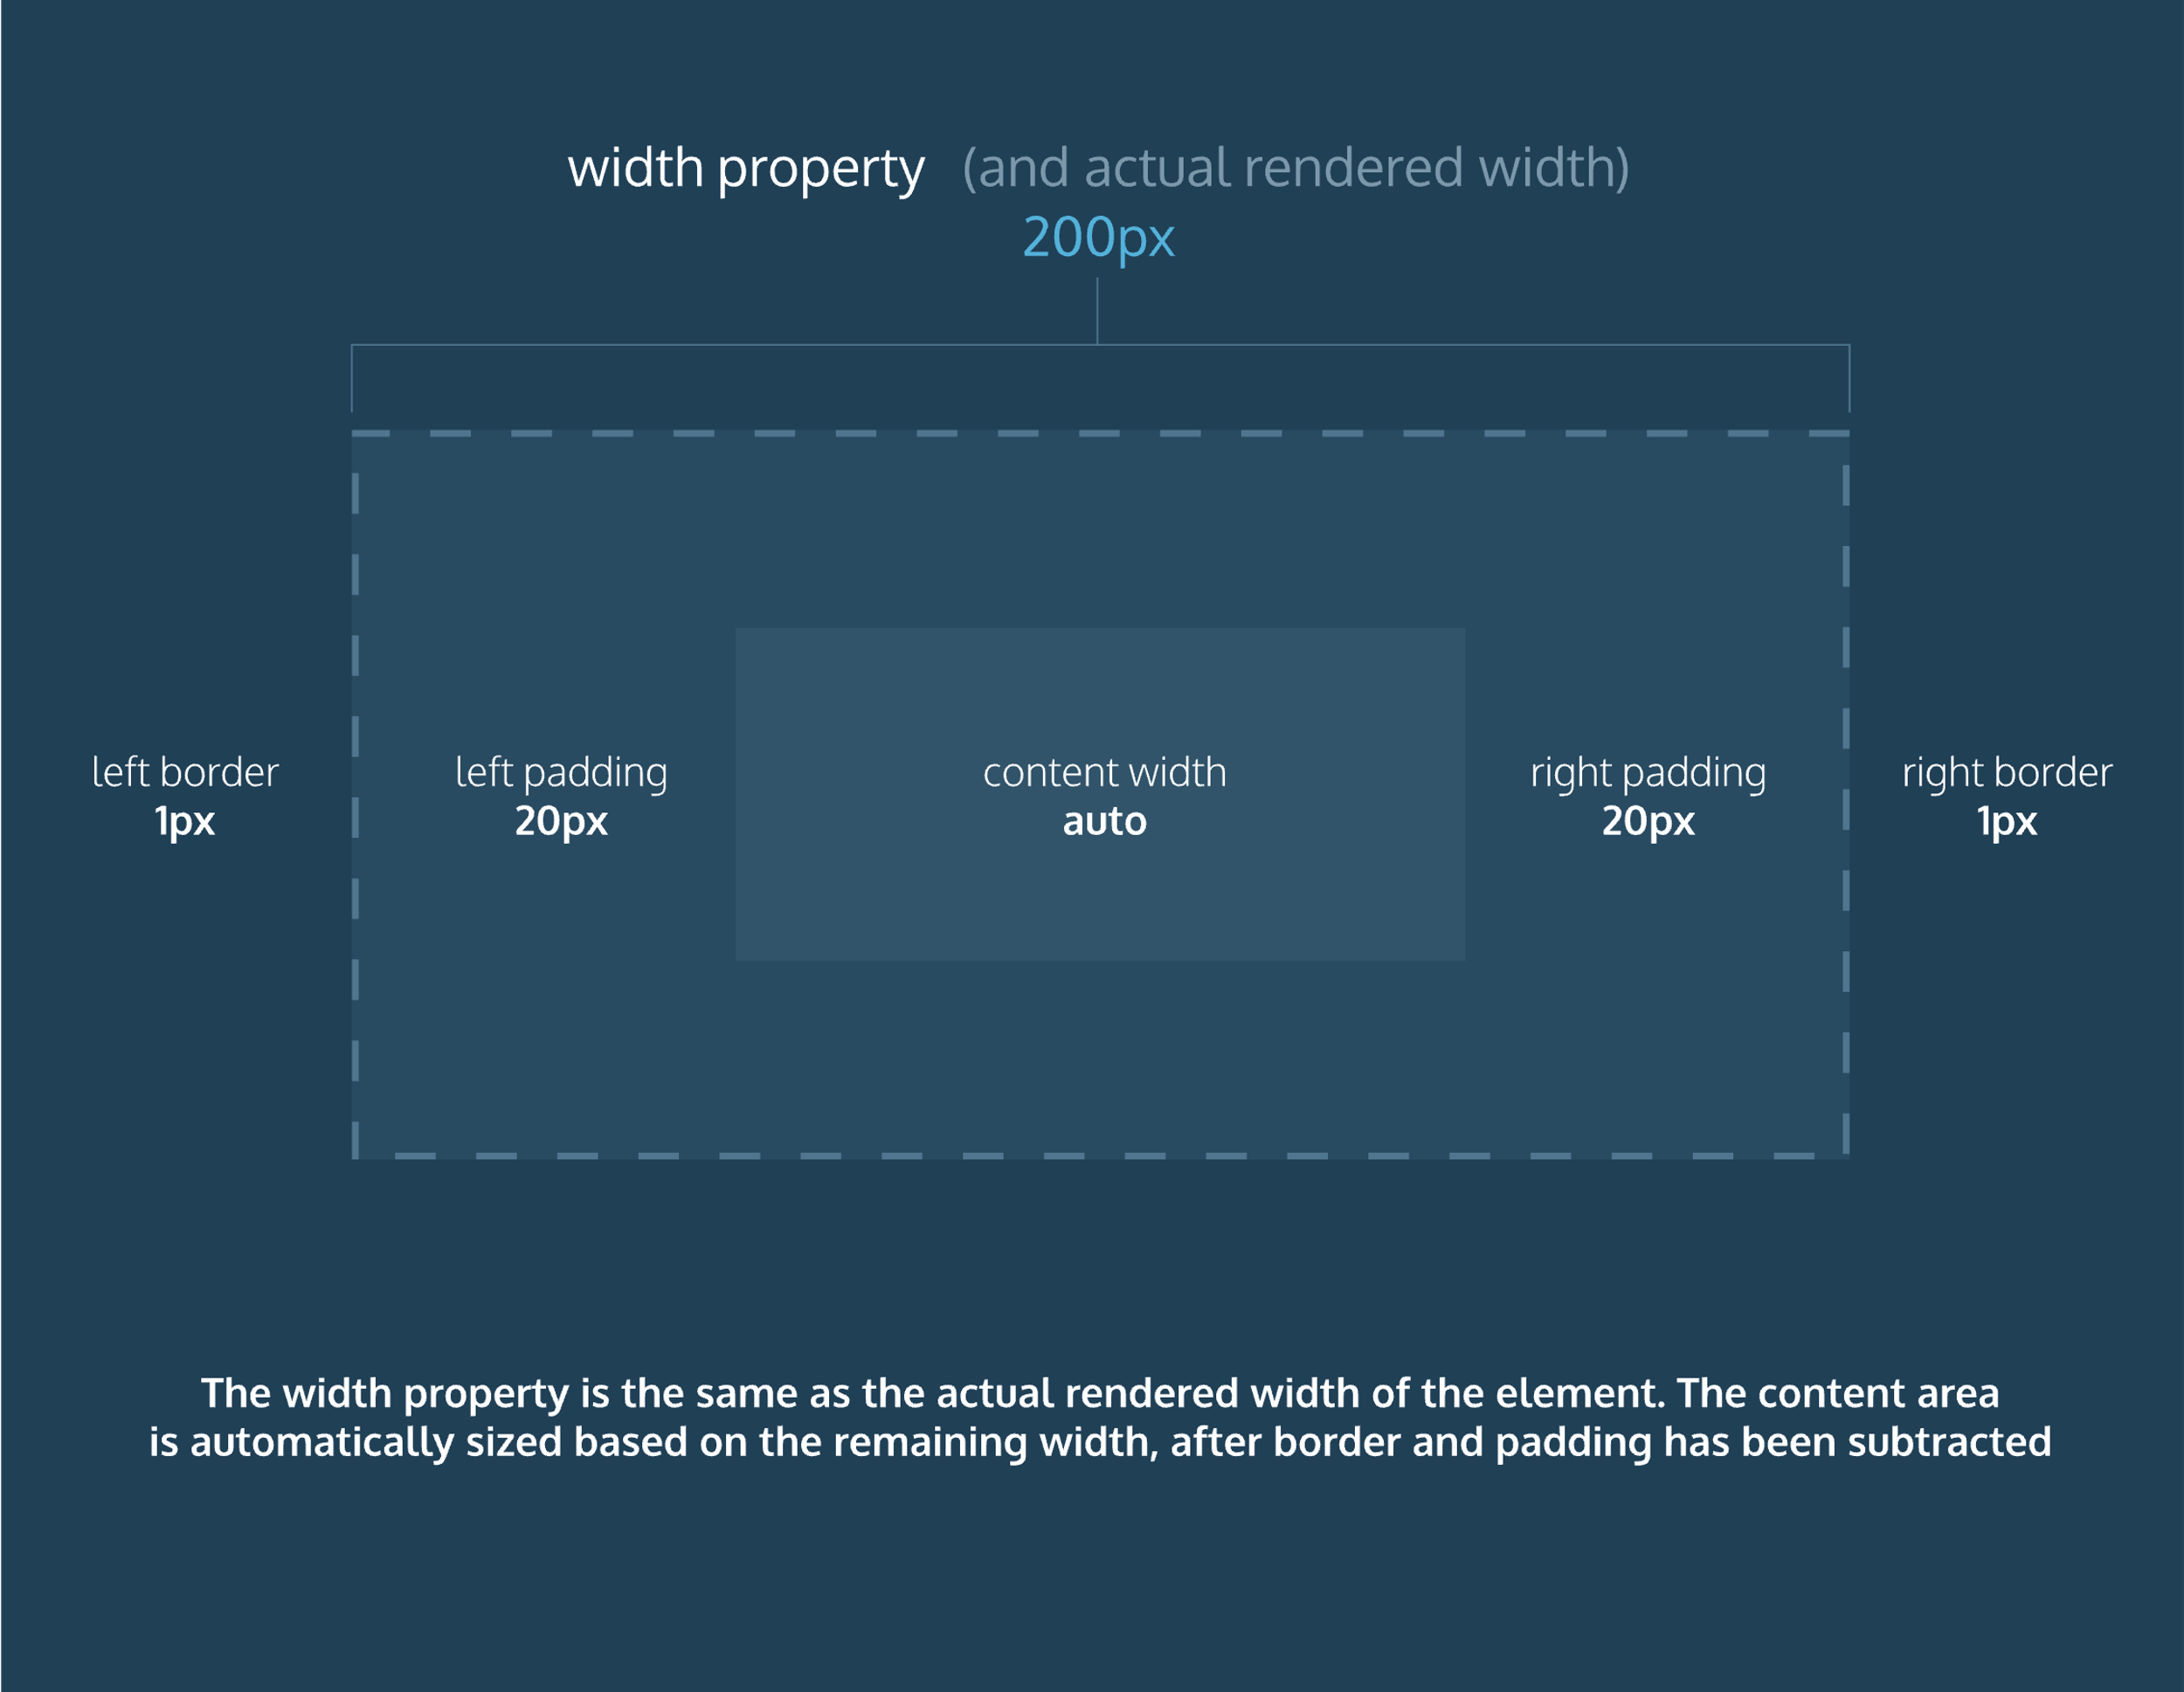 width property (and actual rendered width)
200px
left border
1px
left padding
20px
content width
auto
right padding
20px
right border
1px
The width property is the same as the actual rendered width of the element. The content area
is automatically sized based on the remaining width, after border and padding has been subtracted